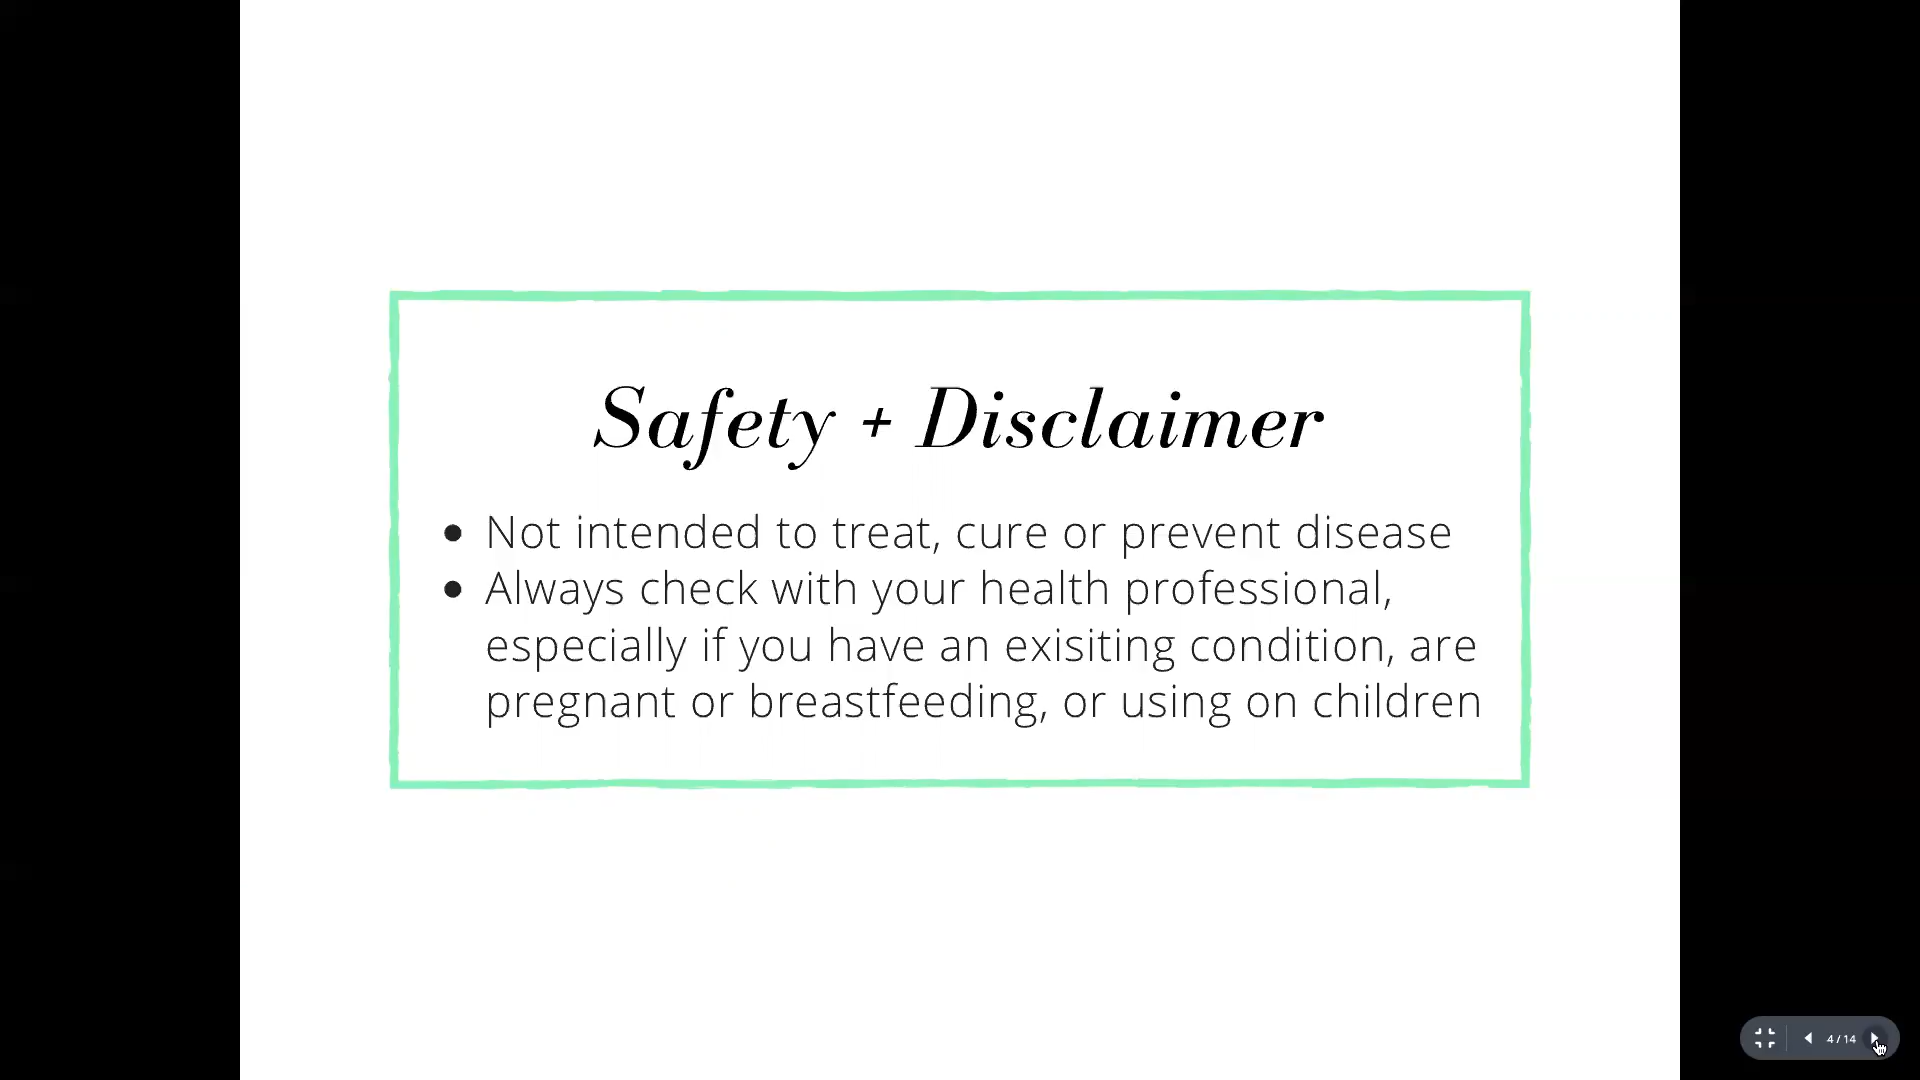 Safety + Disclaimer
• Not intended to treat, cure or prevent disease
• Always check with your health professional,
especially if you have an exisiting condition, are
pregnant or breastfeeding, or using on children
4 / 14